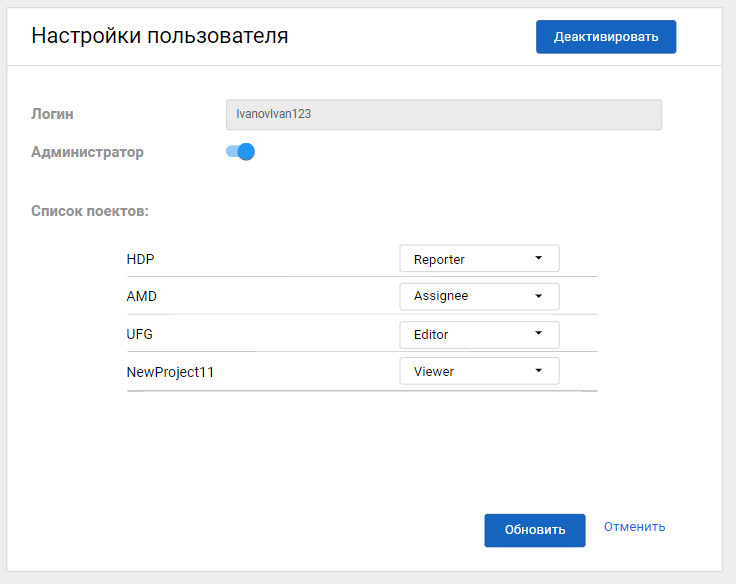 Настройки пользователя
Деактивировать
Логин
IvanovIvan123
Администратор
Список поектов:
HDP
Reporter
AMD
Assignee
UFG
Editor
NewProject11
Viewer
Обновить
Отменить